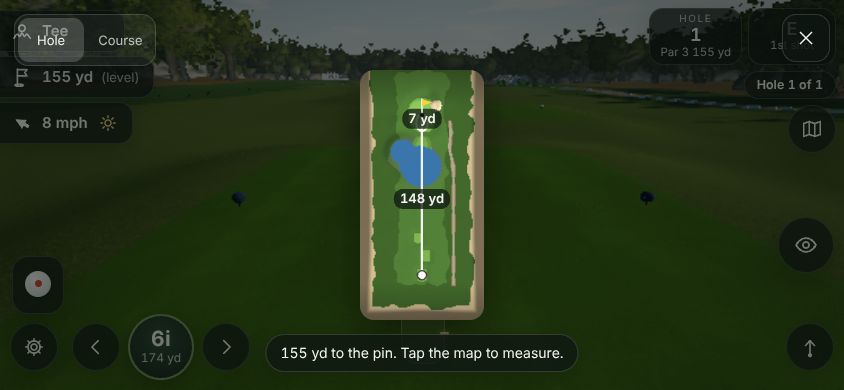 Tee
Hole
Course
155 yd (level)
8 mph
HOLE
1
Par 3 155 yd
E
Hole 1 of 1
7 yd
148 yd
6i
174 yd
155 yd to the pin. Tap the map to measure.